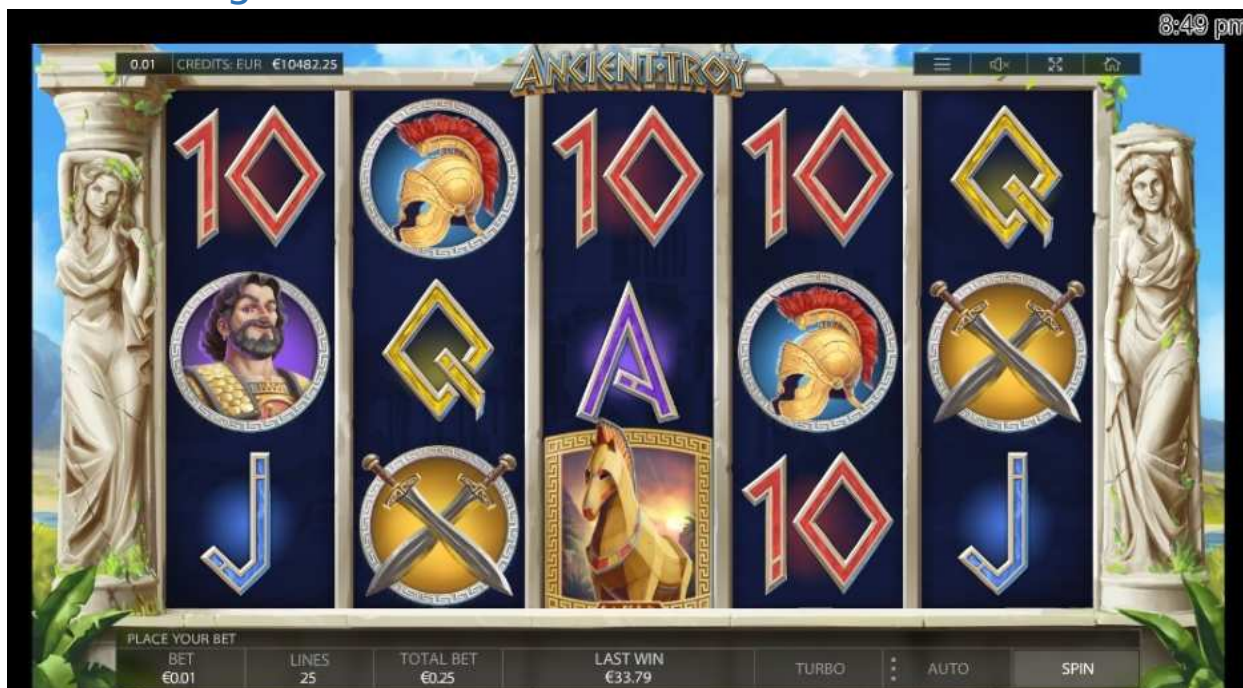 8:49 pm
0.01 CREDITS: EUR €10482.25
ANCIENT TROY
10 10 10 Q
Q A
J 10 J
PLACE YOUR BET
BET LINES TOTAL BET LAST WIN TURBO AUTO SPIN
€0.01 25 €0.25 €33.79